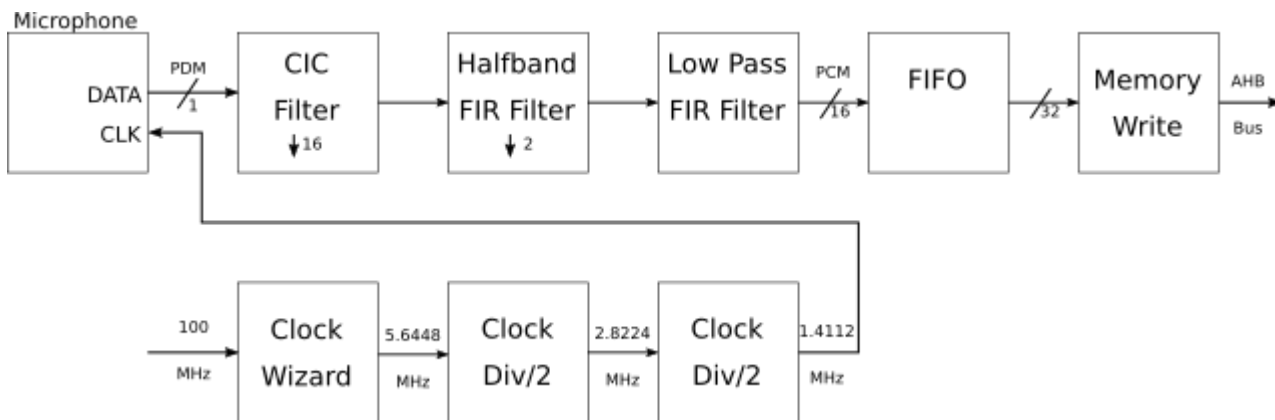 Microphone
DATA
CLK
PDM
1
CIC
Filter
16
Halfband
FIR Filter
2
Low Pass
FIR Filter
PCM
16
FIFO
32
Memory
Write
AHB
Bus
100
MHz
Clock
Wizard
5.6448
MHz
Clock
Div/2
2.8224
MHz
Clock
Div/2
1.4112
MHz